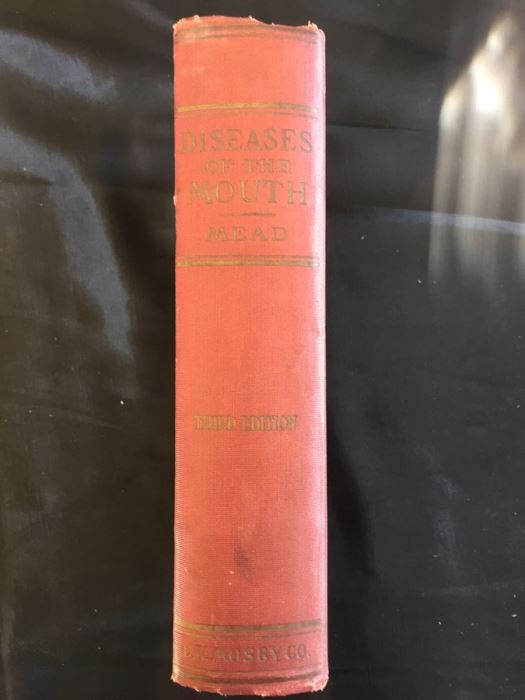 DISEASES
OF THE
MOUTH
MEAD
THIRD EDITION
C.V. MOSBY CO.